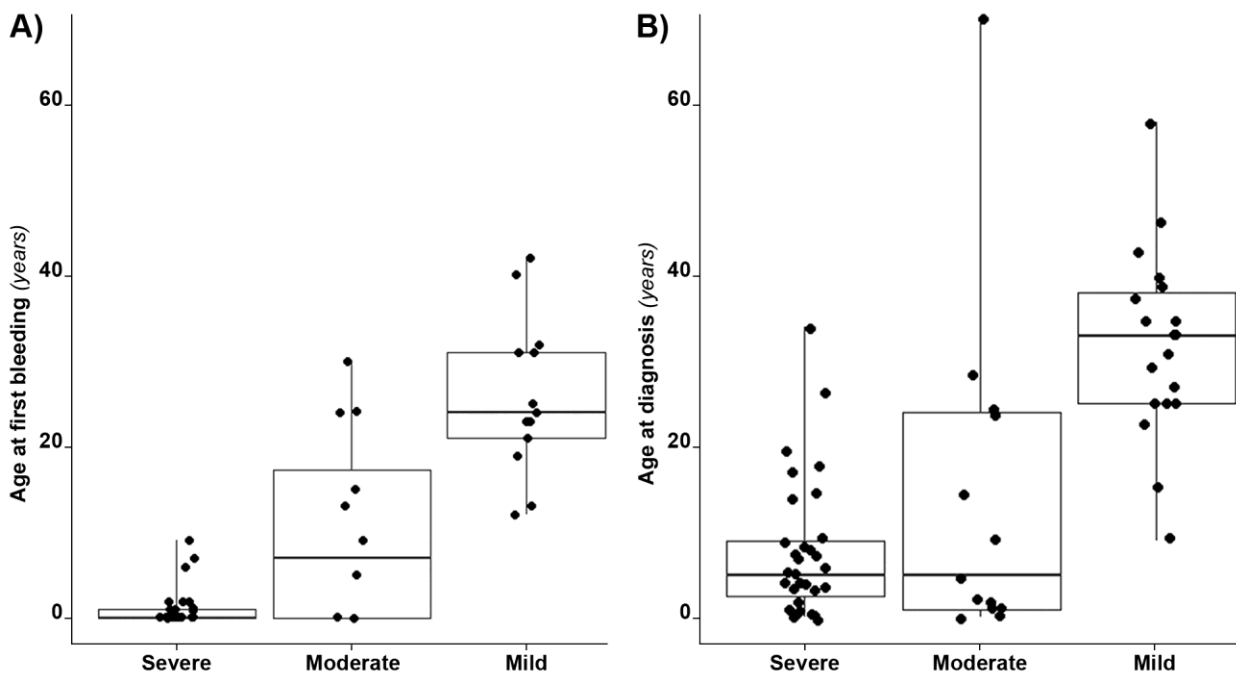 A)
Age at first bleeding (years)
60
40
20
0
Severe Moderate Mild
B)
Age at diagnosis (years)
60
40
20
0
Severe Moderate Mild